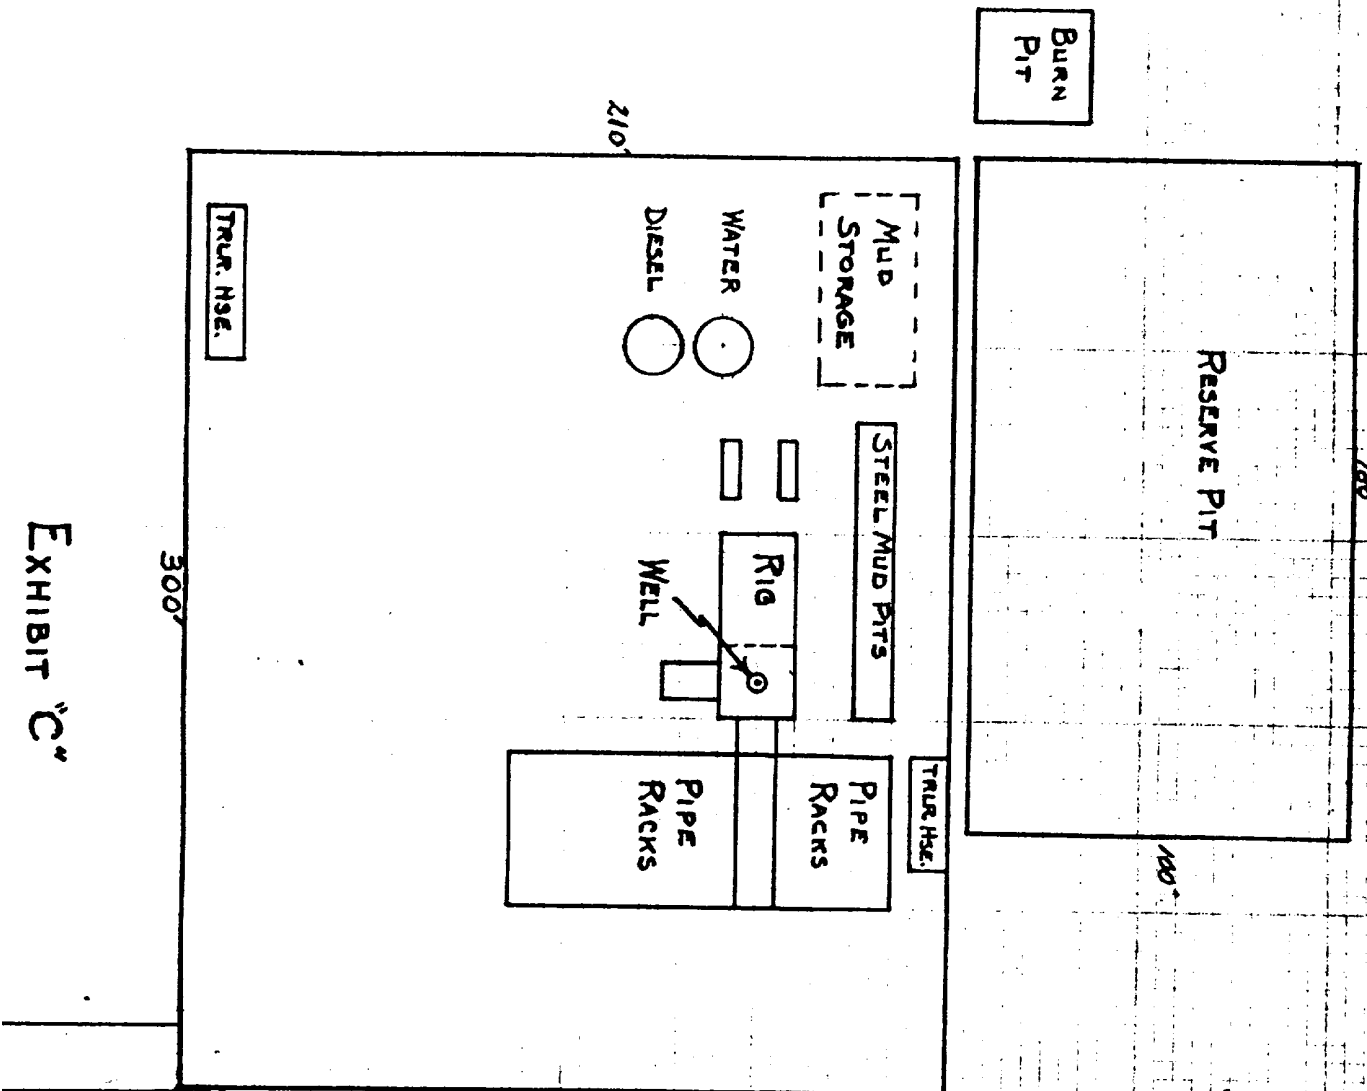 RESERVE PIT
100'
BURN
PIT
TRLR HSE.
MUD
STORAGE
STEEL MUD PITS
PIPE
RACKS
RIG
WATER
PIPE
RACKS
DIESEL
WELL
210'
TRLR. HSE.
300'
EXHIBIT "C"